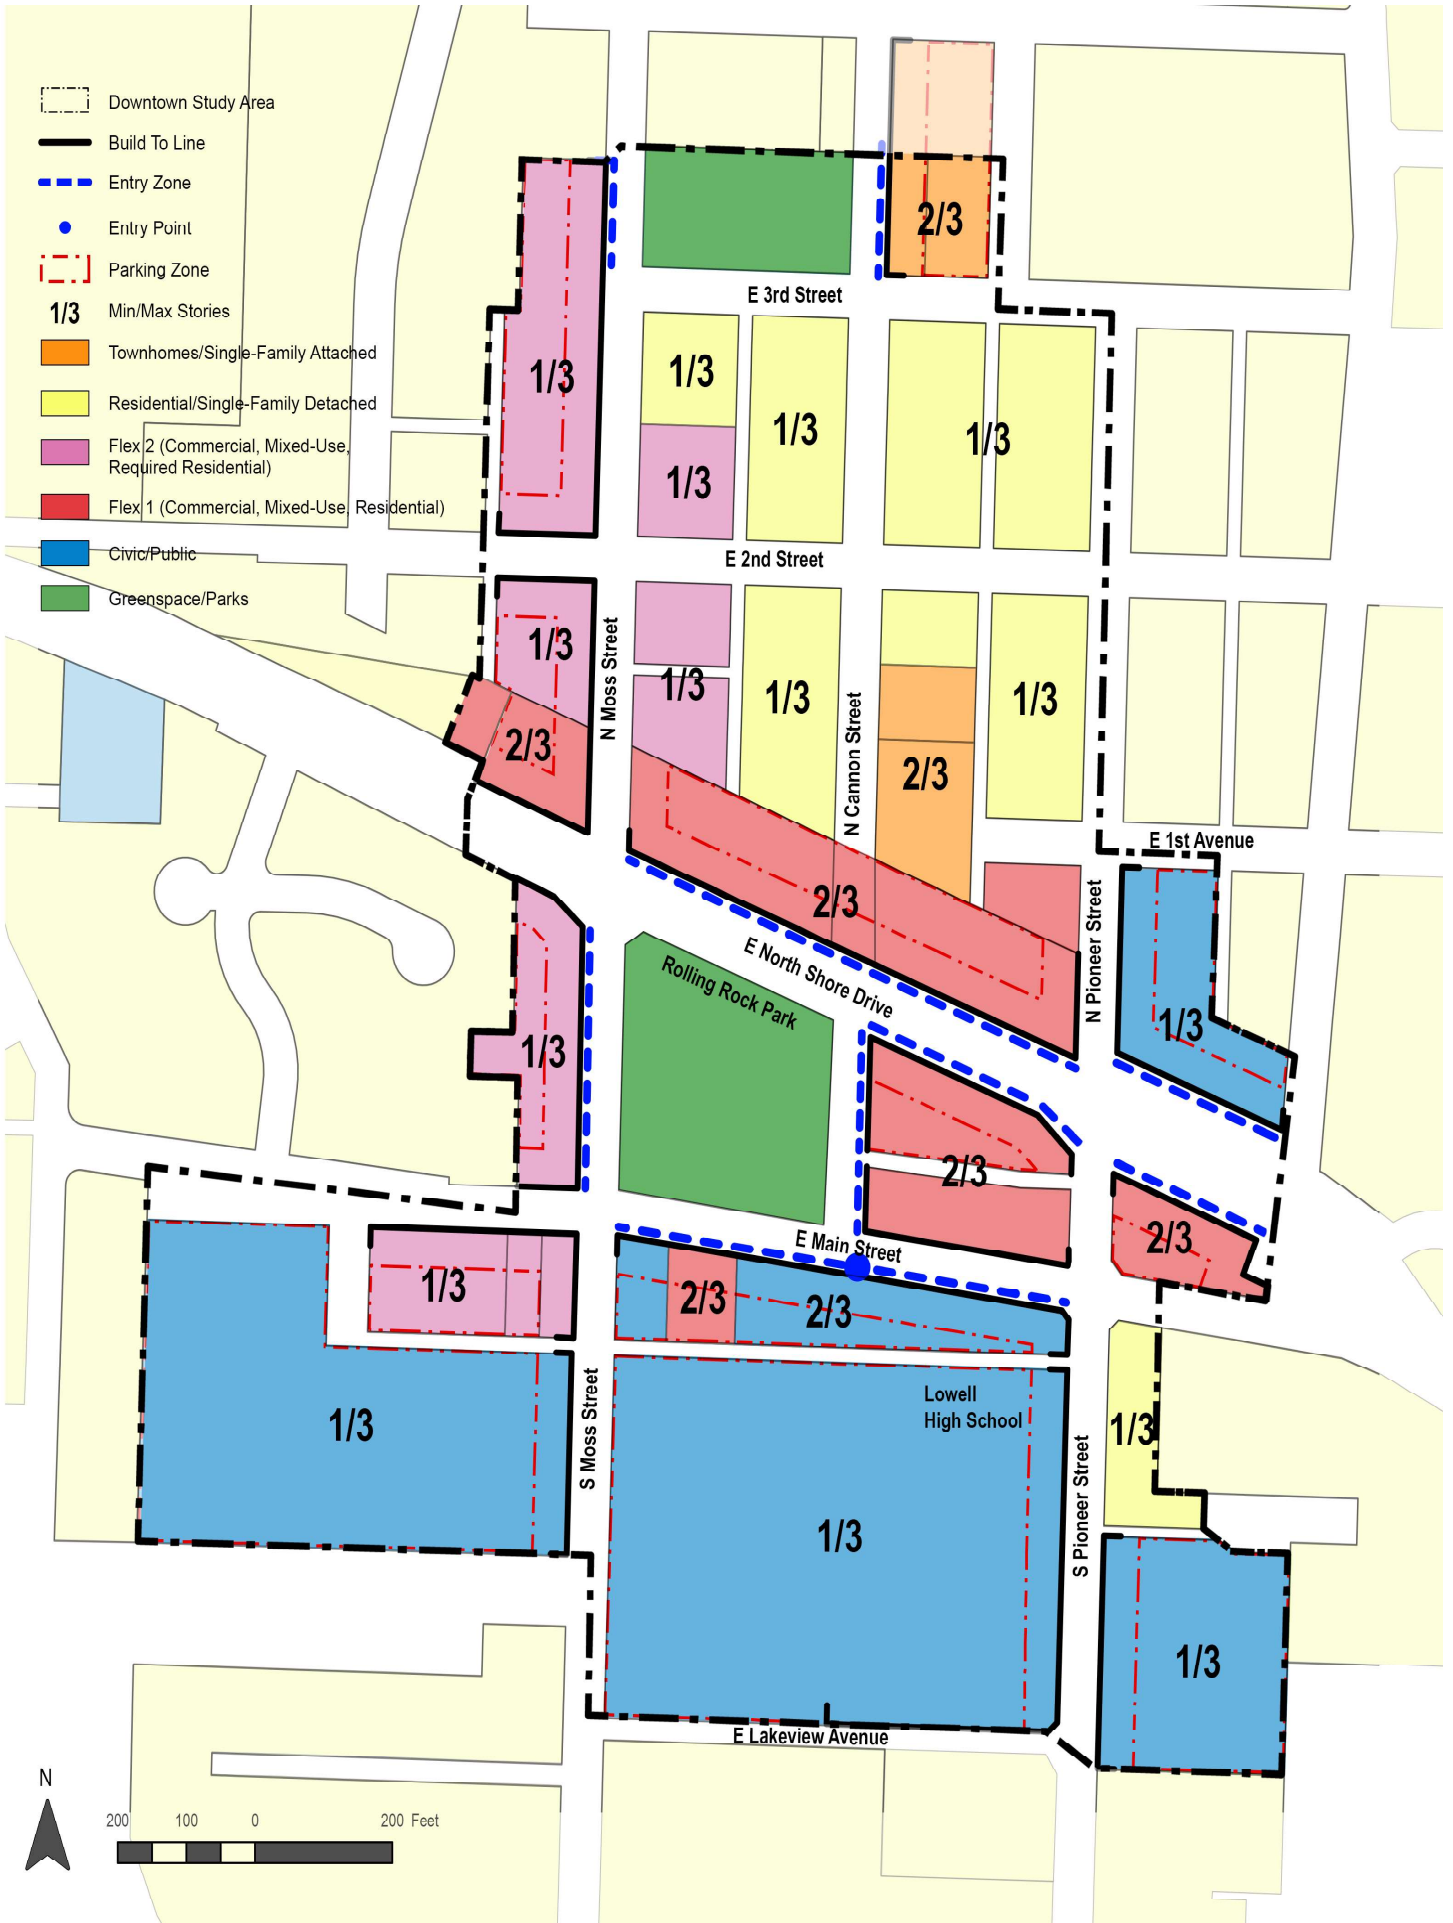 Downtown Study Area
Build To Line
Entry Zone
Entry Point
Parking Zone
1/3 Min/Max Stories
Townhomes/Single-Family Attached
Residential/Single-Family Detached
Flex 2 (Commercial, Mixed-Use,
Required Residential)
Flex 1 (Commercial, Mixed-Use, Residential)
Civic/Public
Greenspace/Parks
2/3
E 3rd Street
1/3
1/3
1/3
1/3
1/3
E 2nd Street
N Moss Street
1/3
1/3
1/3
1/3
N Cannon Street
2/3
2/3
E 1st Avenue
2/3
N Pioneer Street
E North Shore Drive
Rolling Rock Park
1/3
1/3
2/3
2/3
E Main Street
1/3
2/3
2/3
S Moss Street
Lowell
High School
1/3
1/3
S Pioneer Street
1/3
1/3
E Lakeview Avenue
N
200 100 0 200 Feet